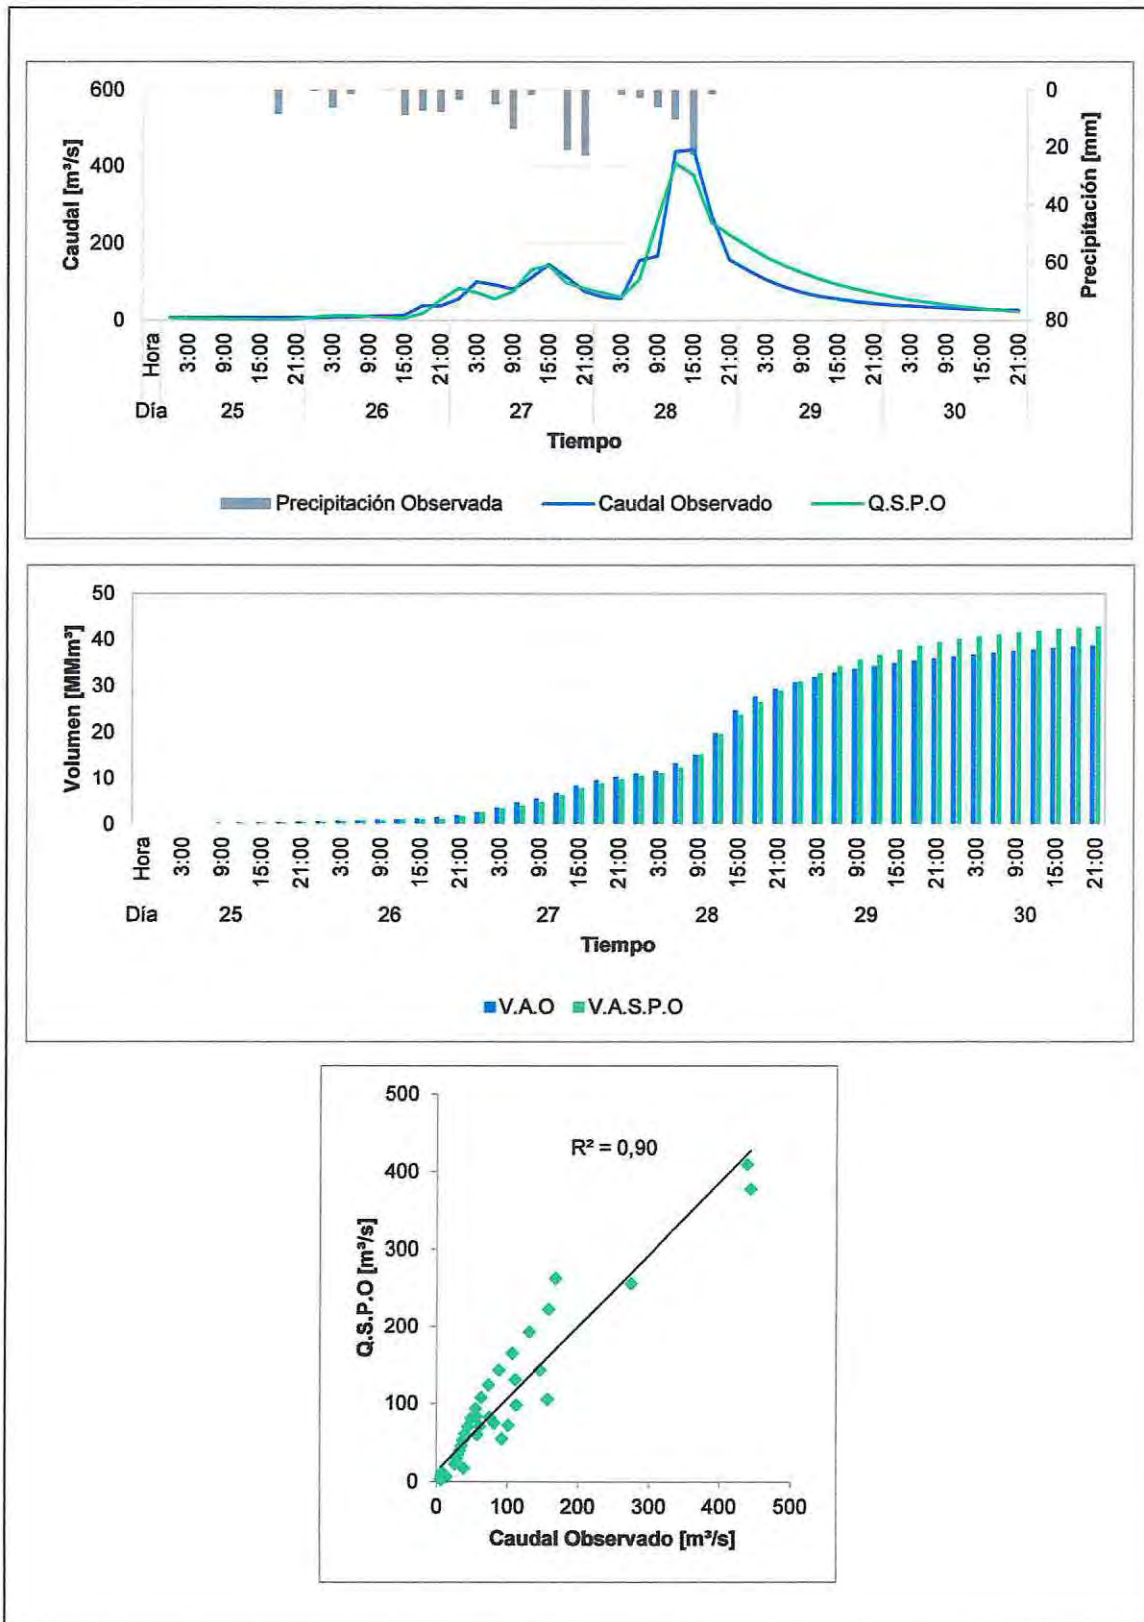 600
400
200
0
Caudal [m³/s]
0
20
40
60
80
Precipitación [mm]
Hora 3:00 9:00 15:00 21:00 3:00 9:00 15:00 21:00 3:00 9:00 15:00 21:00 3:00 9:00 15:00 21:00 3:00 9:00 15:00 21:00 3:00 9:00 15:00 21:00
Día 25 26 27 28 29 30
Tiempo
Precipitación Observada Caudal Observado Q.S.P.O
50
40
30
20
10
0
Volumen [MMm³]
Hora 3:00 9:00 15:00 21:00 3:00 9:00 15:00 21:00 3:00 9:00 15:00 21:00 3:00 9:00 15:00 21:00 3:00 9:00 15:00 21:00 3:00 9:00 15:00 21:00
Día 25 26 27 28 29 30
Tiempo
V.A.O V.A.S.P.O
500
400
300
200
100
0
Q.S.P.O [m³/s]
R² = 0,90
0 100 200 300 400 500
Caudal Observado [m³/s]